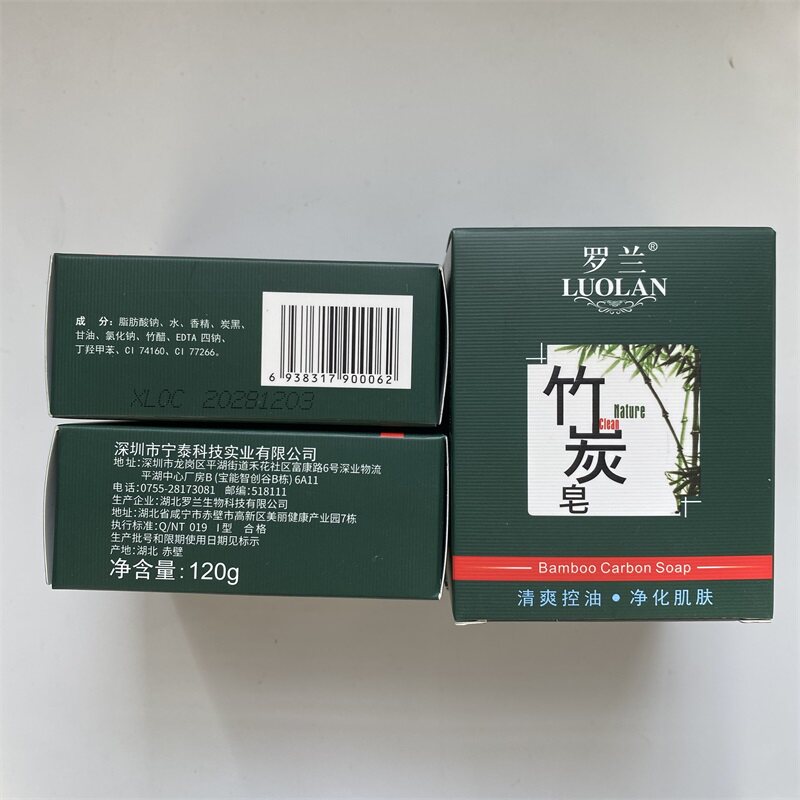 成 分：脂肪酸钠、水、香精、炭黑、
甘油、氯化钠、竹醋、EDTA 四钠、
丁羟甲苯、CI 74160、CI 77266。
6 938317 900062
XLOC 20281203
深圳市宁泰科技实业有限公司
地址：深圳市龙岗区平湖街道禾花社区富康路6号深业物流
平湖中心厂房B (宝能智创谷B栋) 6A11
电话：0755-28173081 邮编：518111
生产企业：湖北罗兰生物科技有限公司
地址：湖北省咸宁市赤壁市高新区美丽健康产业园7栋
执行标准：Q/NT 019 I型 合格
生产批号和限期使用日期见标示
产地：湖北 赤壁
净含量：120g
罗兰®
LUOLAN
竹炭皂
Nature
Clean
Bamboo Carbon Soap
清爽控油 • 净化肌肤